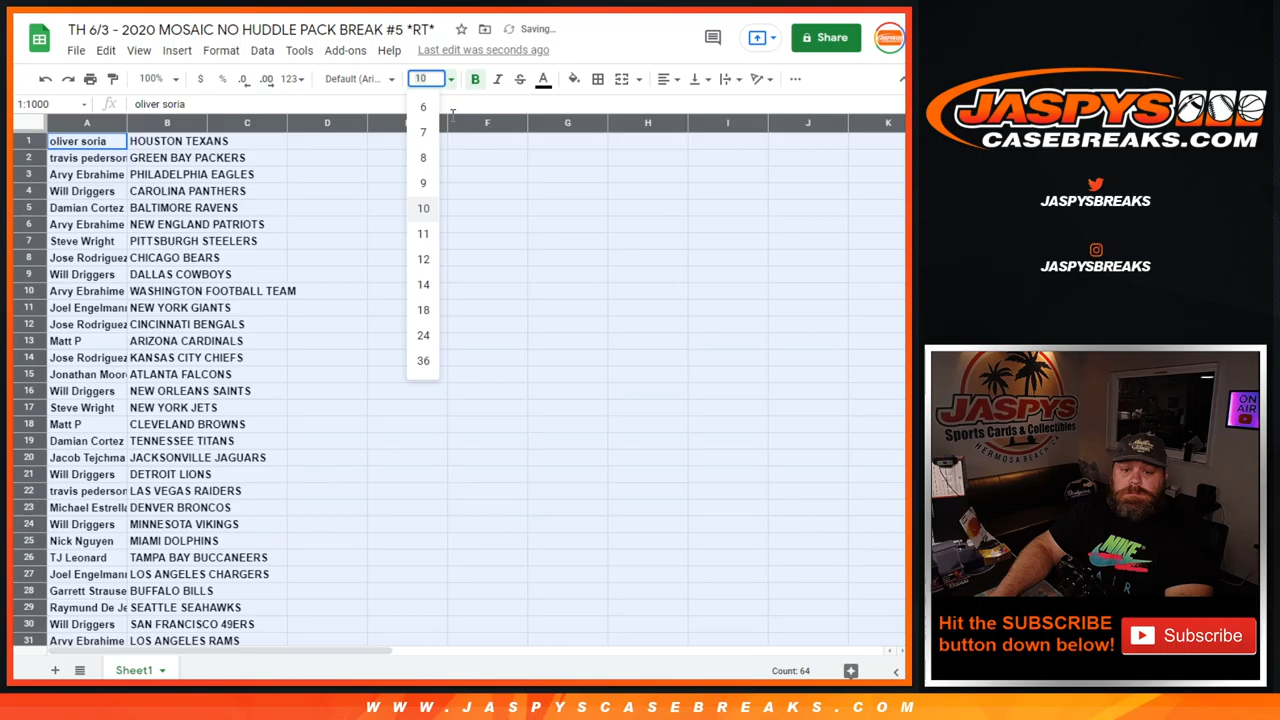 TH 6/3 - 2020 MOSAIC NO HUDDLE PACK BREAK #5 *RT*
Saving...
File Edit View Insert Format Data Tools Add-ons Help Last edit was seconds ago
Share
100% $ % .0 .00 123 Default (Ari... 10 B I S A
1:1000 fx oliver soria
A B C D F G H I J K
1 oliver soria HOUSTON TEXANS
2 travis pederson GREEN BAY PACKERS
3 Arvy Ebrahime PHILADELPHIA EAGLES
4 Will Driggers CAROLINA PANTHERS
5 Damian Cortez BALTIMORE RAVENS
6 Arvy Ebrahime NEW ENGLAND PATRIOTS
7 Steve Wright PITTSBURGH STEELERS
8 Jose Rodriguez CHICAGO BEARS
9 Will Driggers DALLAS COWBOYS
10 Arvy Ebrahime WASHINGTON FOOTBALL TEAM
11 Joel Engelmann NEW YORK GIANTS
12 Jose Rodriguez CINCINNATI BENGALS
13 Matt P ARIZONA CARDINALS
14 Jose Rodriguez KANSAS CITY CHIEFS
15 Jonathan Moor ATLANTA FALCONS
16 Will Driggers NEW ORLEANS SAINTS
17 Steve Wright NEW YORK JETS
18 Matt P CLEVELAND BROWNS
19 Damian Cortez TENNESSEE TITANS
20 Jacob Tejchma JACKSONVILLE JAGUARS
21 Will Driggers DETROIT LIONS
22 travis pederson LAS VEGAS RAIDERS
23 Michael Estrella DENVER BRONCOS
24 Will Driggers MINNESOTA VIKINGS
25 Nick Nguyen MIAMI DOLPHINS
26 TJ Leonard TAMPA BAY BUCCANEERS
27 Joel Engelmann LOS ANGELES CHARGERS
28 Garrett Strause BUFFALO BILLS
29 Raymund De Je SEATTLE SEAHAWKS
30 Will Driggers SAN FRANCISCO 49ERS
31 Arvy Ebrahime LOS ANGELES RAMS
6
7
8
9
10
11
12
14
18
24
36
Sheet1
Count: 64
JASPYS
CASEBREAKS.COM
JASPYSBREAKS
JASPYSBREAKS
JASPYS
Sports Cards & Collectibles
HERMOSA BEACH, CA
ON
AIR
NIKE
AIR
Hit the SUBSCRIBE
button down below!
Subscribe
WWW.JASPYSCASEBREAKS.COM